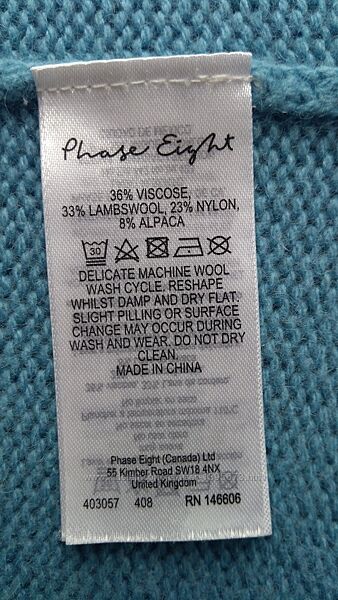 Phase Eight
36% VISCOSE,
33% LAMBSWOOL, 23% NYLON,
8% ALPACA
30
DELICATE MACHINE WOOL
WASH CYCLE. RESHAPE
WHILST DAMP AND DRY FLAT.
SLIGHT PILLING OR SURFACE
CHANGE MAY OCCUR DURING
WASH AND WEAR. DO NOT DRY
CLEAN.
MADE IN CHINA
Phase Eight (Canada) Ltd
55 Kimber Road SW18 4NX
United Kingdom
403057 408 RN 146606